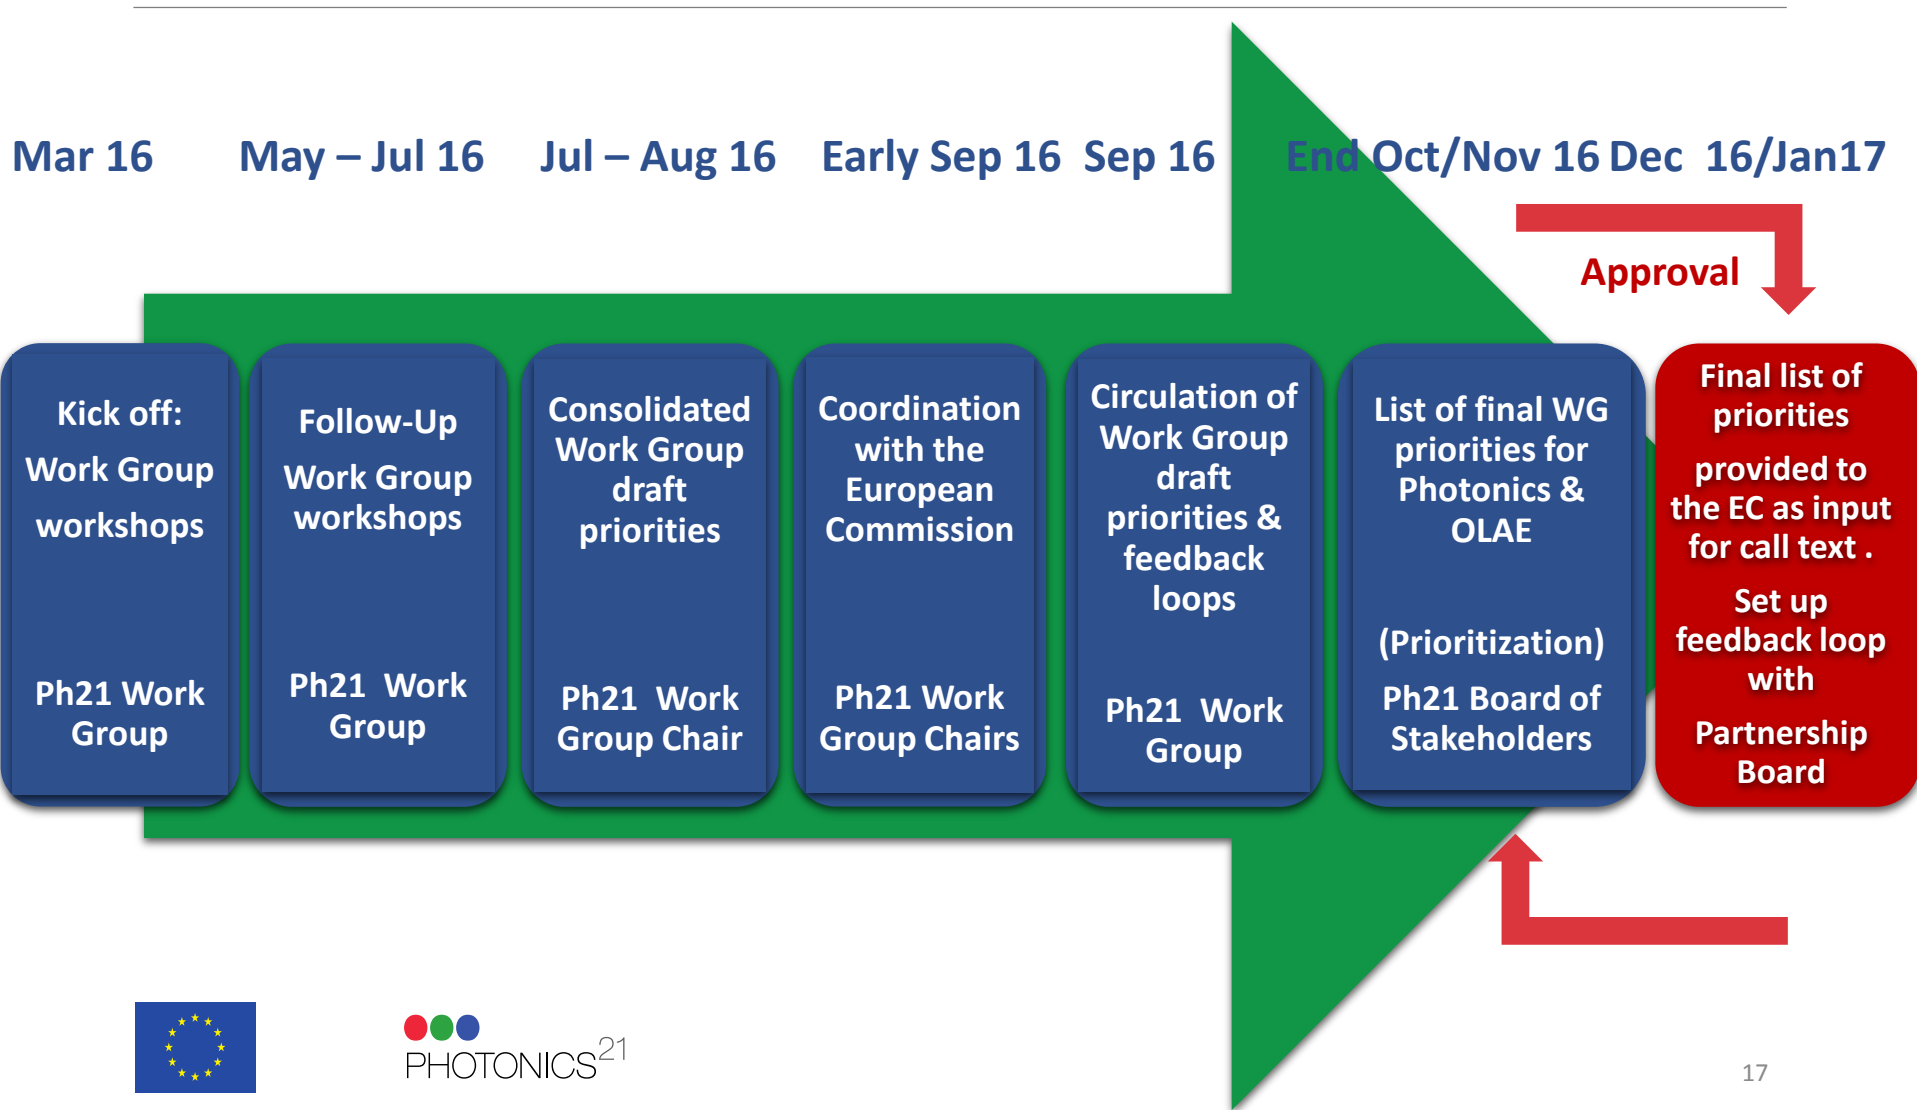 Mar 16
May – Jul 16
Jul – Aug 16
Early Sep 16
Sep 16
End Oct/Nov 16
Dec 16/Jan17
Approval
Kick off:
Work Group
workshops
Ph21 Work
Group
Follow-Up
Work Group
workshops
Ph21 Work
Group
Consolidated
Work Group
draft
priorities
Ph21 Work
Group Chair
Coordination
with the
European
Commission
Ph21 Work
Group Chairs
Circulation of
Work Group
draft
priorities &
feedback
loops
Ph21 Work
Group
List of final WG
priorities for
Photonics &
OLAE
(Prioritization)
Ph21 Board of
Stakeholders
Final list of
priorities
provided to
the EC as input
for call text .
Set up
feedback loop
with
Partnership
Board
PHOTONICS21
17